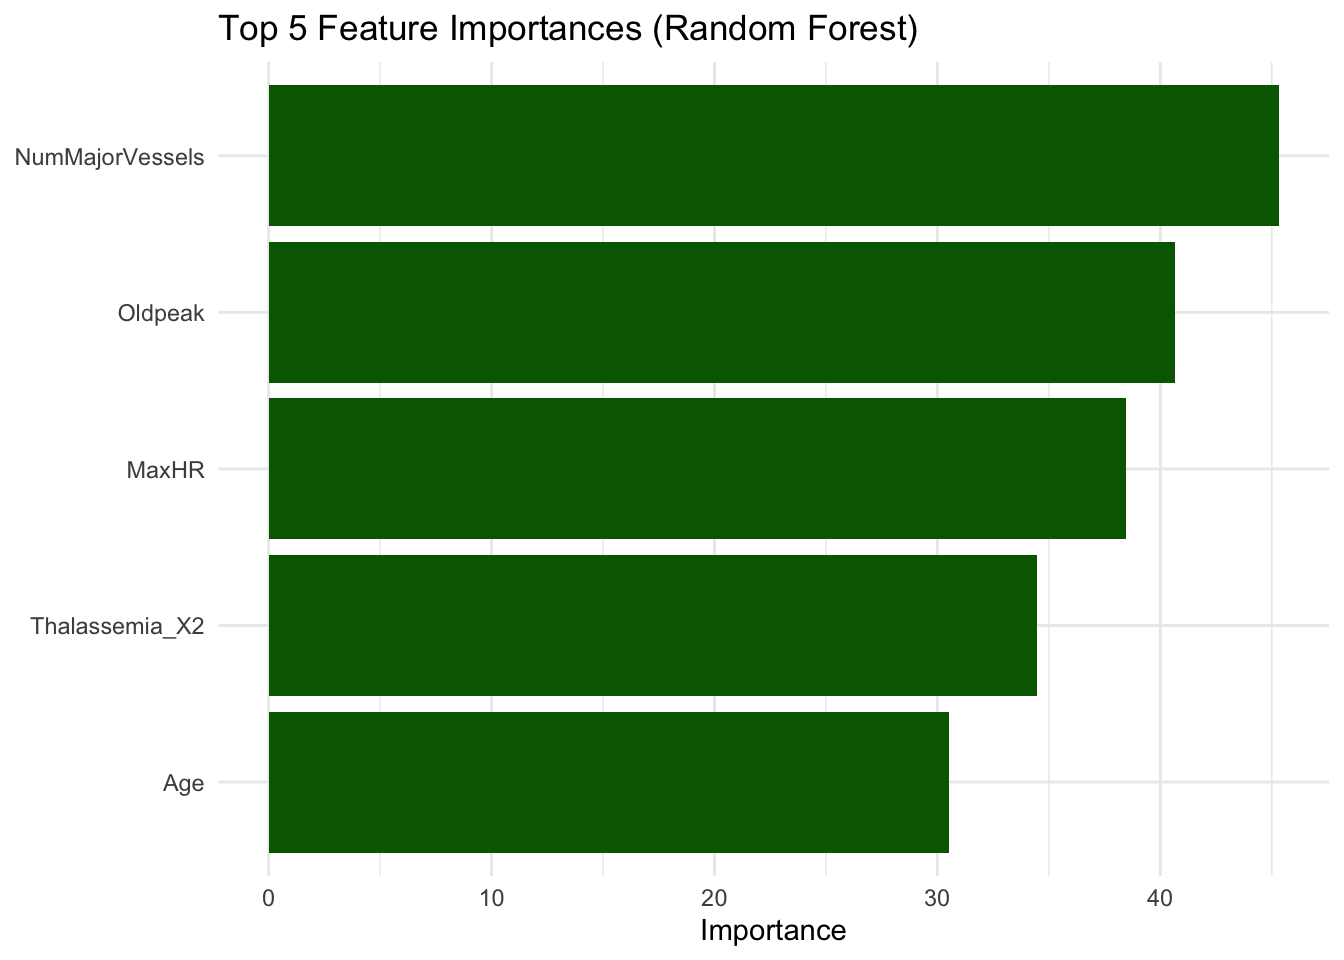 Top 5 Feature Importances (Random Forest)
NumMajorVessels
Oldpeak
MaxHR
Thalassemia_X2
Age
0 10 20 30 40
Importance